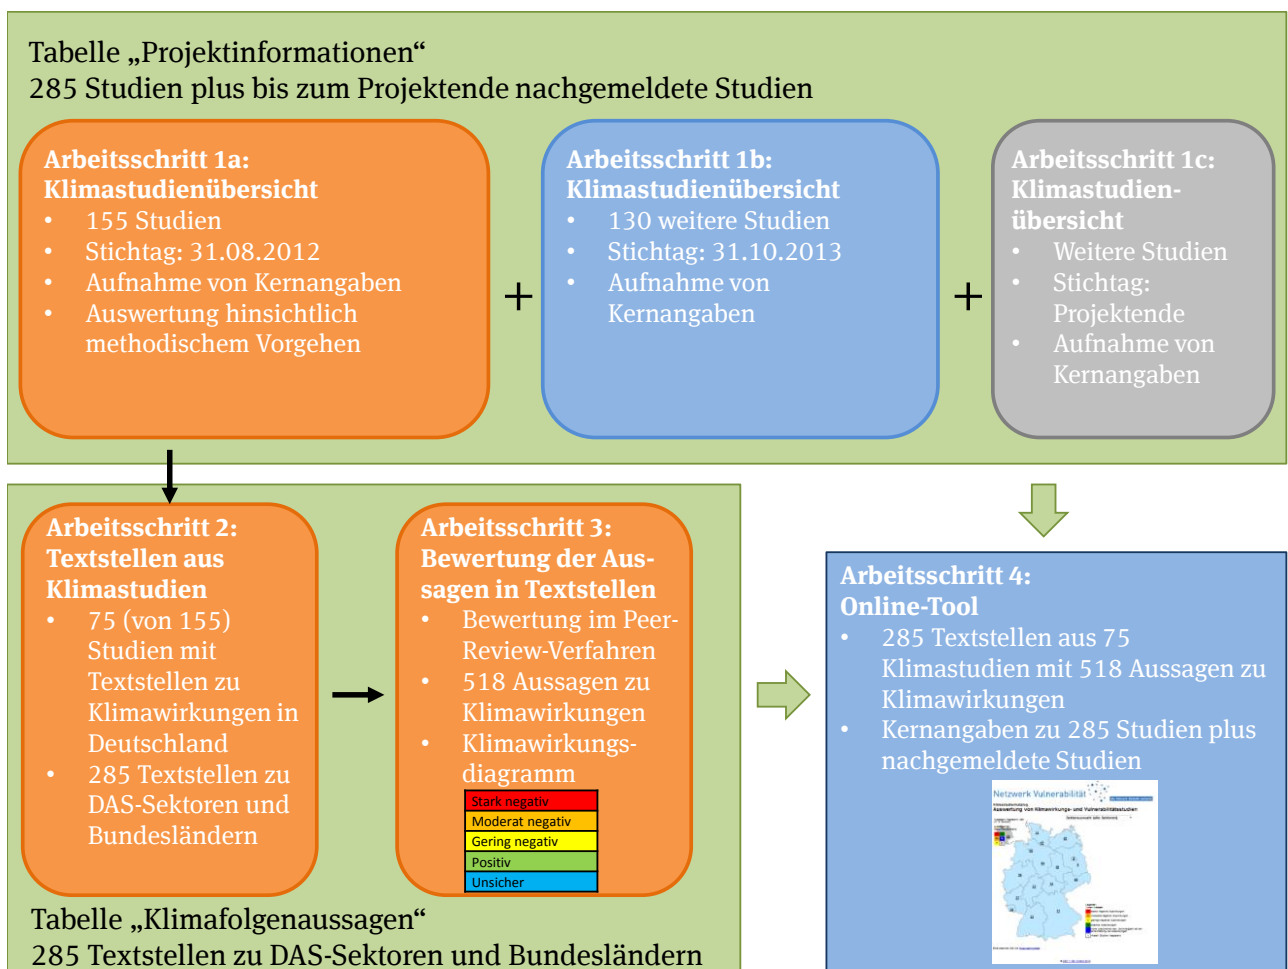 Tabelle „Projektinformationen“
285 Studien plus bis zum Projektende nachgemeldete Studien
Arbeitsschritt 1a:
Klimastudienübersicht
• 155 Studien
• Stichtag: 31.08.2012
• Aufnahme von Kernangaben
• Auswertung hinsichtlich
methodischem Vorgehen
+
Arbeitsschritt 1b:
Klimastudienübersicht
• 130 weitere Studien
• Stichtag: 31.10.2013
• Aufnahme von
Kernangaben
+
Arbeitsschritt 1c:
Klimastudien-
übersicht
• Weitere Studien
• Stichtag:
Projektende
• Aufnahme von
Kernangaben
Arbeitsschritt 2:
Textstellen aus
Klimastudien
• 75 (von 155)
Studien mit
Textstellen zu
Klimawirkungen in
Deutschland
• 285 Textstellen zu
DAS-Sektoren und
Bundesländern
Arbeitsschritt 3:
Bewertung der Aus-
sagen in Textstellen
• Bewertung im Peer-
Review-Verfahren
• 518 Aussagen zu
Klimawirkungen
• Klimawirkungs-
diagramm
Stark negativ
Moderat negativ
Gering negativ
Positiv
Unsicher
Tabelle „Klimafolgenaussagen“
285 Textstellen zu DAS-Sektoren und Bundesländern
Arbeitsschritt 4:
Online-Tool
• 285 Textstellen aus 75
Klimastudien mit 518 Aussagen zu
Klimawirkungen
• Kernangaben zu 285 Studien plus
nachgemeldete Studien
Netzwerk Vulnerabilität
Auswertung von Klimawirkungs- und Vulnerabilitätsstudien